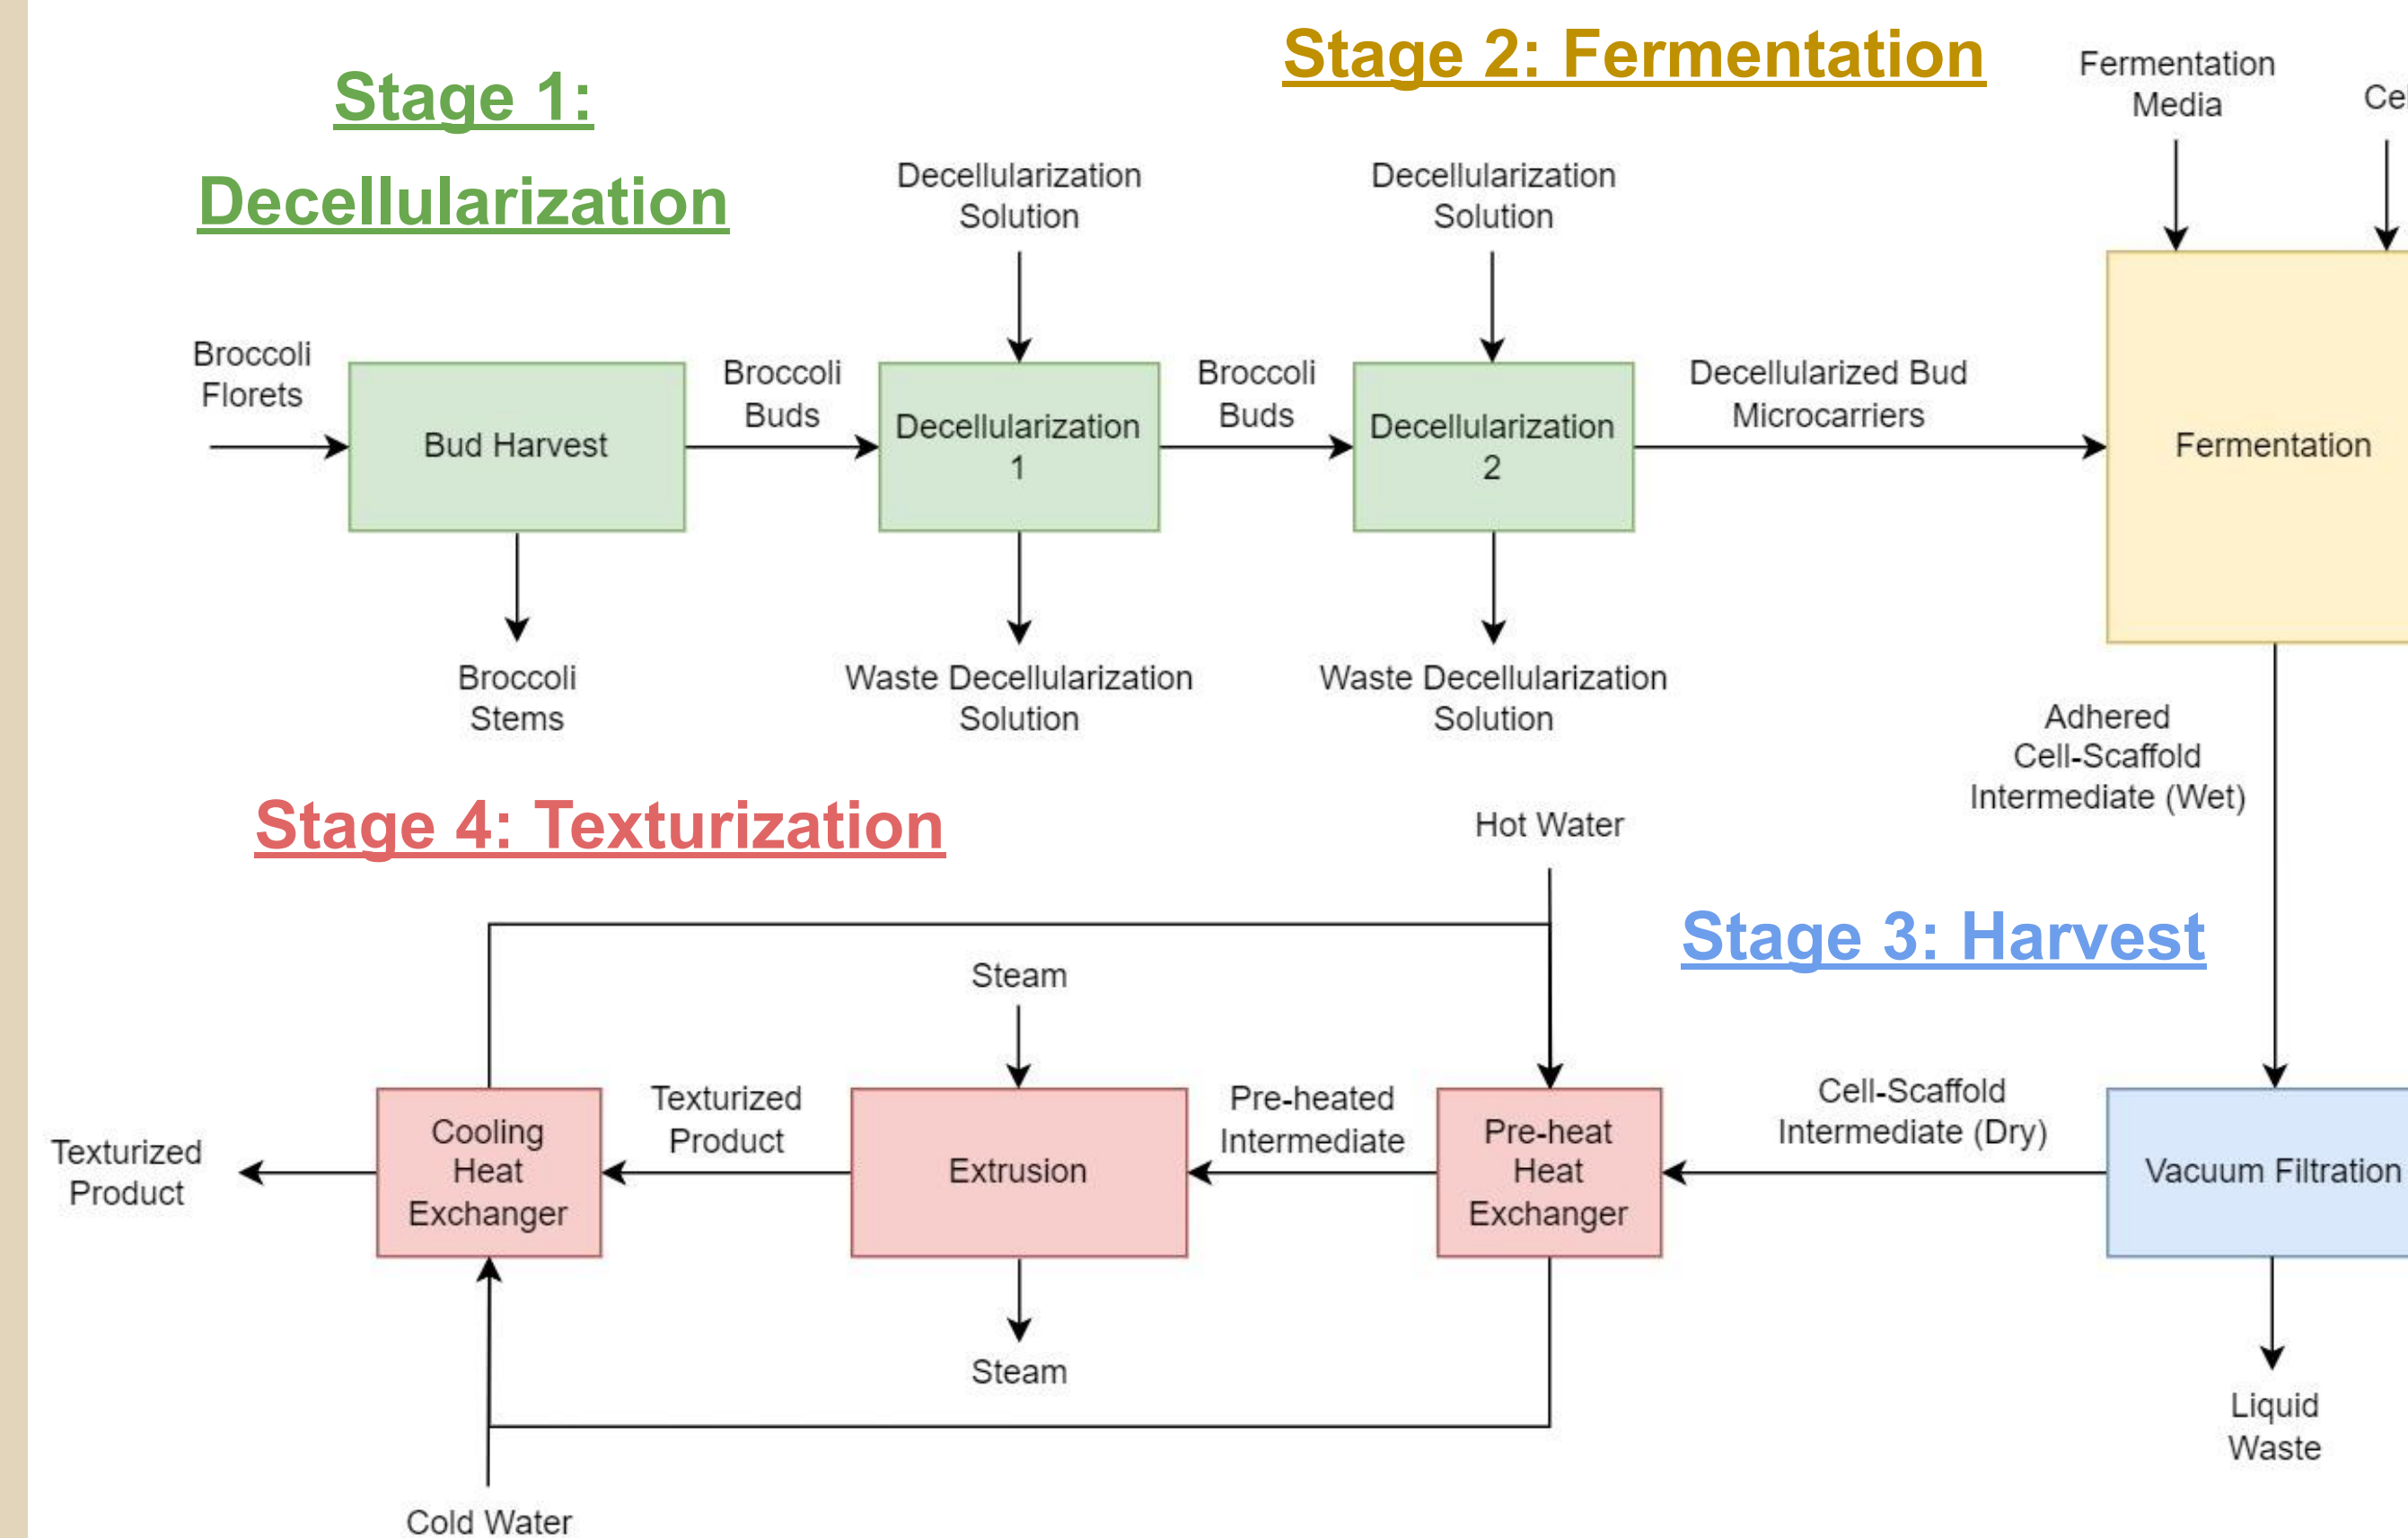 Stage 1:
Decellularization
Stage 2: Fermentation
Fermentation
Media
Decellularization
Solution
Decellularization
Solution
Broccoli
Florets
Bud Harvest
Broccoli
Buds
Decellularization
1
Broccoli
Buds
Decellularization
2
Decellularized Bud
Microcarriers
Fermentation
Broccoli
Stems
Waste Decellularization
Solution
Waste Decellularization
Solution
Adhered
Cell-Scaffold
Intermediate (Wet)
Stage 4: Texturization
Hot Water
Stage 3: Harvest
Steam
Texturized
Product
Cooling
Heat
Exchanger
Texturized
Product
Extrusion
Pre-heated
Intermediate
Pre-heat
Heat
Exchanger
Cell-Scaffold
Intermediate (Dry)
Vacuum Filtration
Steam
Liquid
Waste
Cold Water